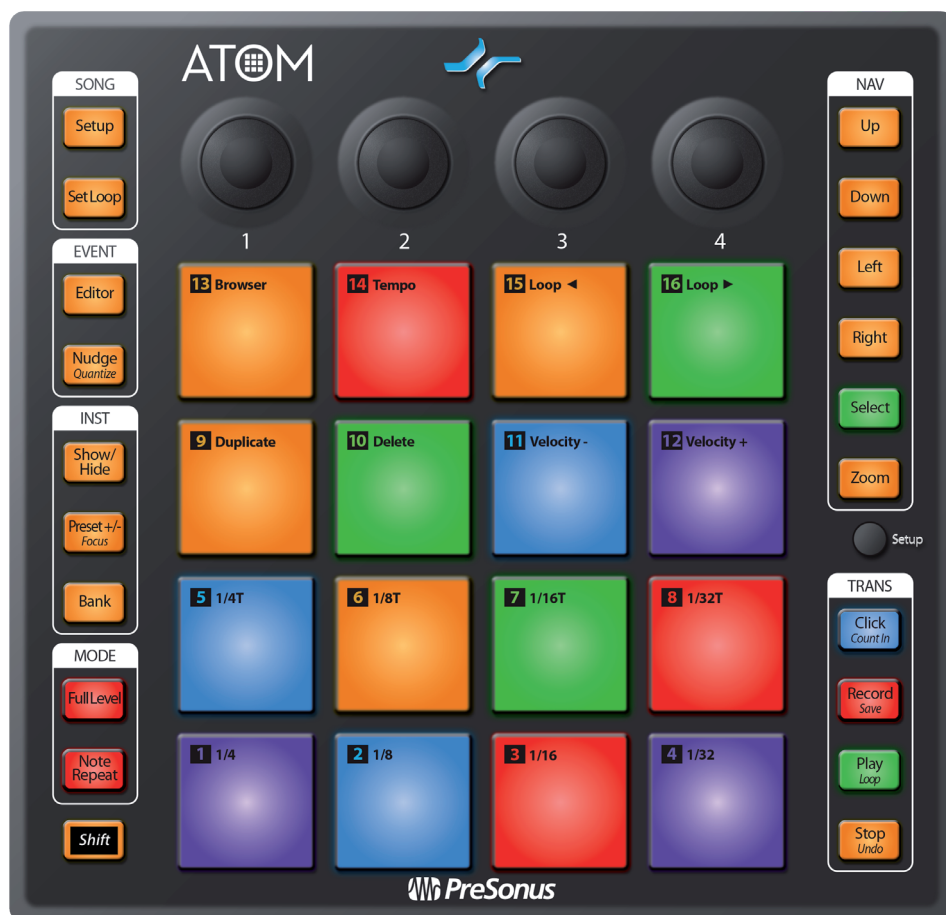 ATOM
SONG
Setup
Set Loop
EVENT
Editor
Nudge
Quantize
INST
Show/
Hide
Preset +/-
Focus
Bank
MODE
Full Level
Note
Repeat
Shift
1 2 3 4
13 Browser
14 Tempo
15 Loop ◄
16 Loop ►
9 Duplicate
10 Delete
11 Velocity -
12 Velocity +
5 1/4T
6 1/8T
7 1/16T
8 1/32T
1 1/4
2 1/8
3 1/16
4 1/32
PreSonus
NAV
Up
Down
Left
Right
Select
Zoom
Setup
TRANS
Click
Count In
Record
Save
Play
Loop
Stop
Undo